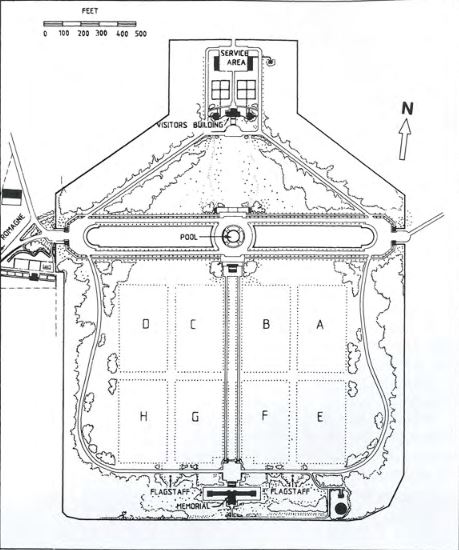 FEET
0 100 200 300 400 500
SERVICE
AREA
VISITORS BUILDING
N
ROMAGNE
POOL
D C B A
H G F E
FLAGSTAFF FLAGSTAFF
MEMORIAL